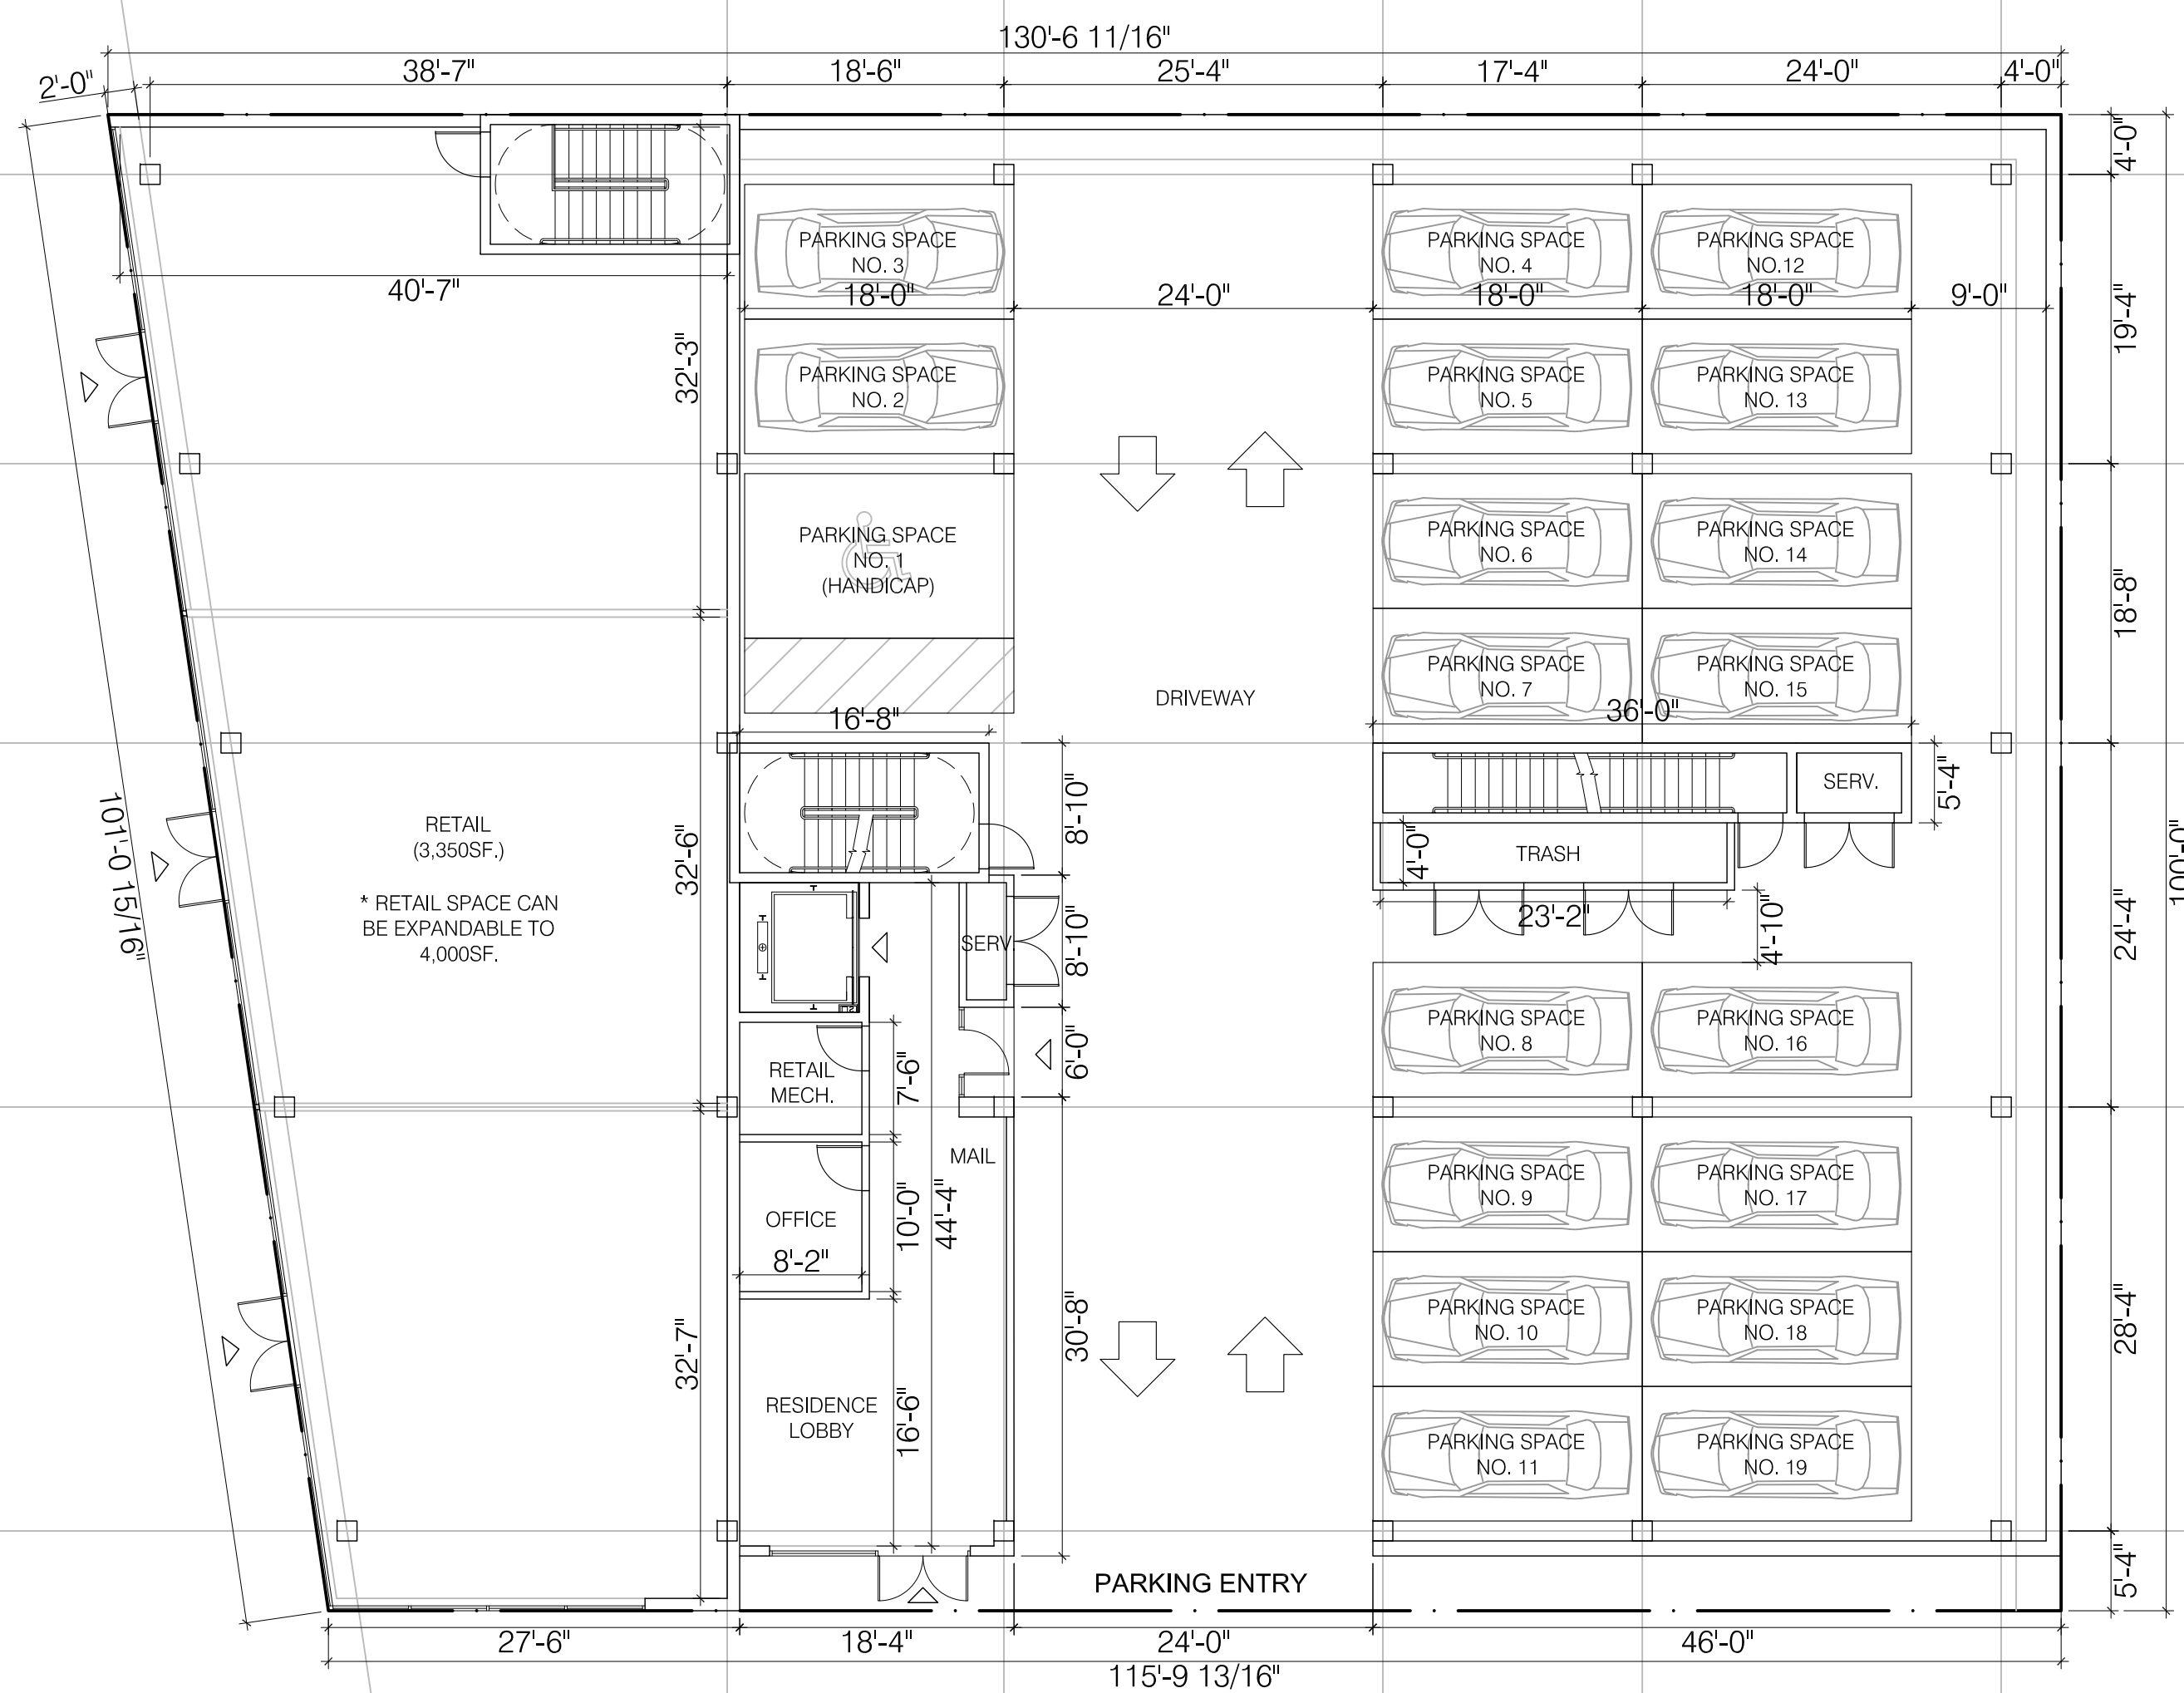 130'-6 11/16"
2'-0"
38'-7"
18'-6"
25'-4"
17'-4"
24'-0"
4'-0"
4'-0"
PARKING SPACE
NO. 3
PARKING SPACE
NO. 4
PARKING SPACE
NO.12
40'-7"
18'-0"
24'-0"
18'-0"
18'-0"
9'-0"
19'-4"
32'-3"
PARKING SPACE
NO. 2
PARKING SPACE
NO. 5
PARKING SPACE
NO. 13
PARKING SPACE
NO. 1
(HANDICAP)
PARKING SPACE
NO. 6
PARKING SPACE
NO. 14
18'-8"
PARKING SPACE
NO. 7
PARKING SPACE
NO. 15
DRIVEWAY
16'-8"
36'-0"
101'-0 15/16"
RETAIL
(3,350SF.)
* RETAIL SPACE CAN
BE EXPANDABLE TO
4,000SF.
32'-6"
8'-10"
SERV.
5'-4"
4'-0"
TRASH
100'-0"
23'-2"
4'-10"
24'-4"
SERV.
8'-10"
6'-0"
RETAIL
MECH.
7'-6"
PARKING SPACE
NO. 8
PARKING SPACE
NO. 16
MAIL
PARKING SPACE
NO. 9
PARKING SPACE
NO. 17
OFFICE
8'-2"
10'-0"
44'-4"
30'-8"
PARKING SPACE
NO. 10
PARKING SPACE
NO. 18
28'-4"
32'-7"
RESIDENCE
LOBBY
16'-6"
PARKING SPACE
NO. 11
PARKING SPACE
NO. 19
PARKING ENTRY
5'-4"
27'-6"
18'-4"
24'-0"
46'-0"
115'-9 13/16"